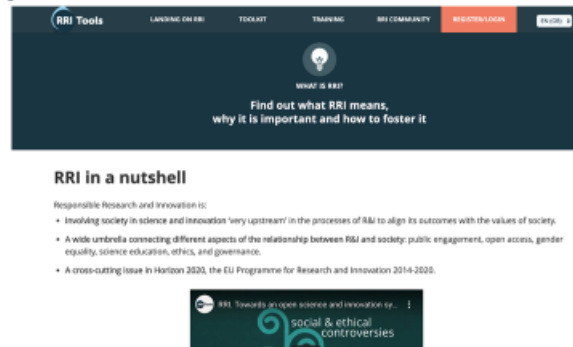 RRI Tools LANDING ON RRI TOOLKIT TRAINING RRI COMMUNITY REGISTER/LOGIN EN (GB)
WHAT IS RRI?
Find out what RRI means,
why it is important and how to foster it
RRI in a nutshell
Responsible Research and Innovation is:
• Involving society in science and innovation 'very upstream' in the processes of R&I to align its outcomes with the values of society.
• A wide umbrella connecting different aspects of the relationship between R&I and society: public engagement, open access, gender
equality, science education, ethics, and governance.
• A cross-cutting issue in Horizon 2020, the EU Programme for Research and Innovation 2014-2020.
RRI. Towards an open science and innovation sy...
social & ethical
controversies